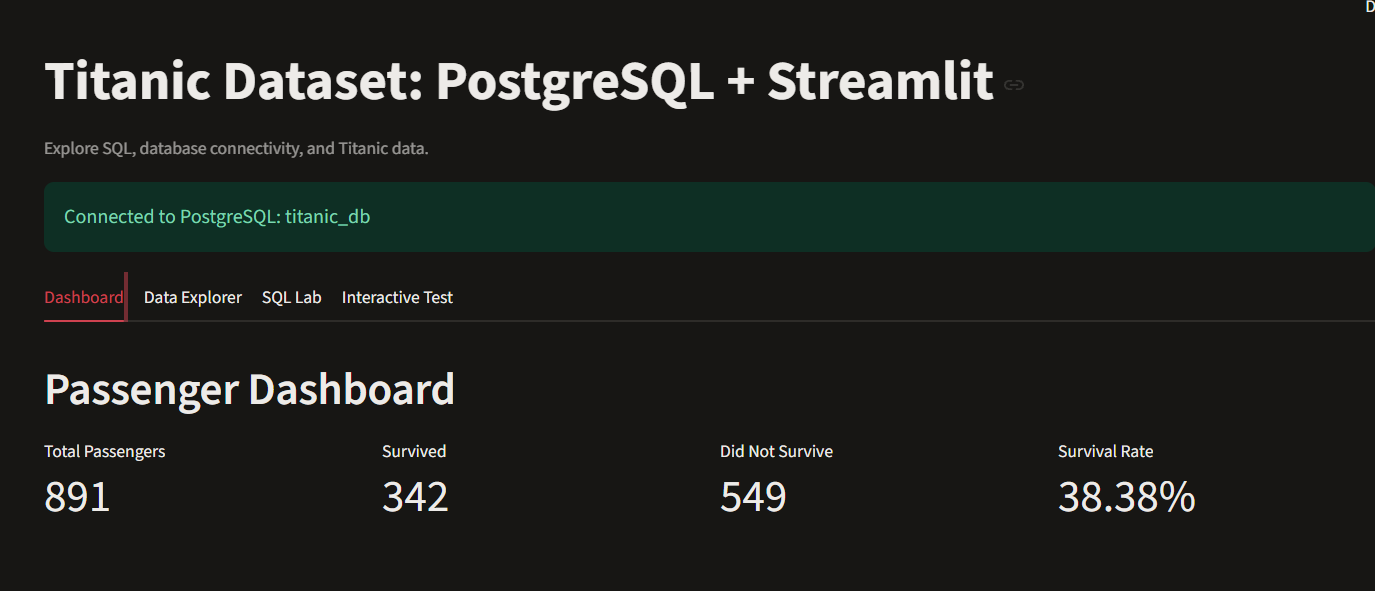 Titanic Dataset: PostgreSQL + Streamlit
Explore SQL, database connectivity, and Titanic data.
Connected to PostgreSQL: titanic_db
Dashboard Data Explorer SQL Lab Interactive Test
Passenger Dashboard
Total Passengers Survived Did Not Survive Survival Rate
891 342 549 38.38%